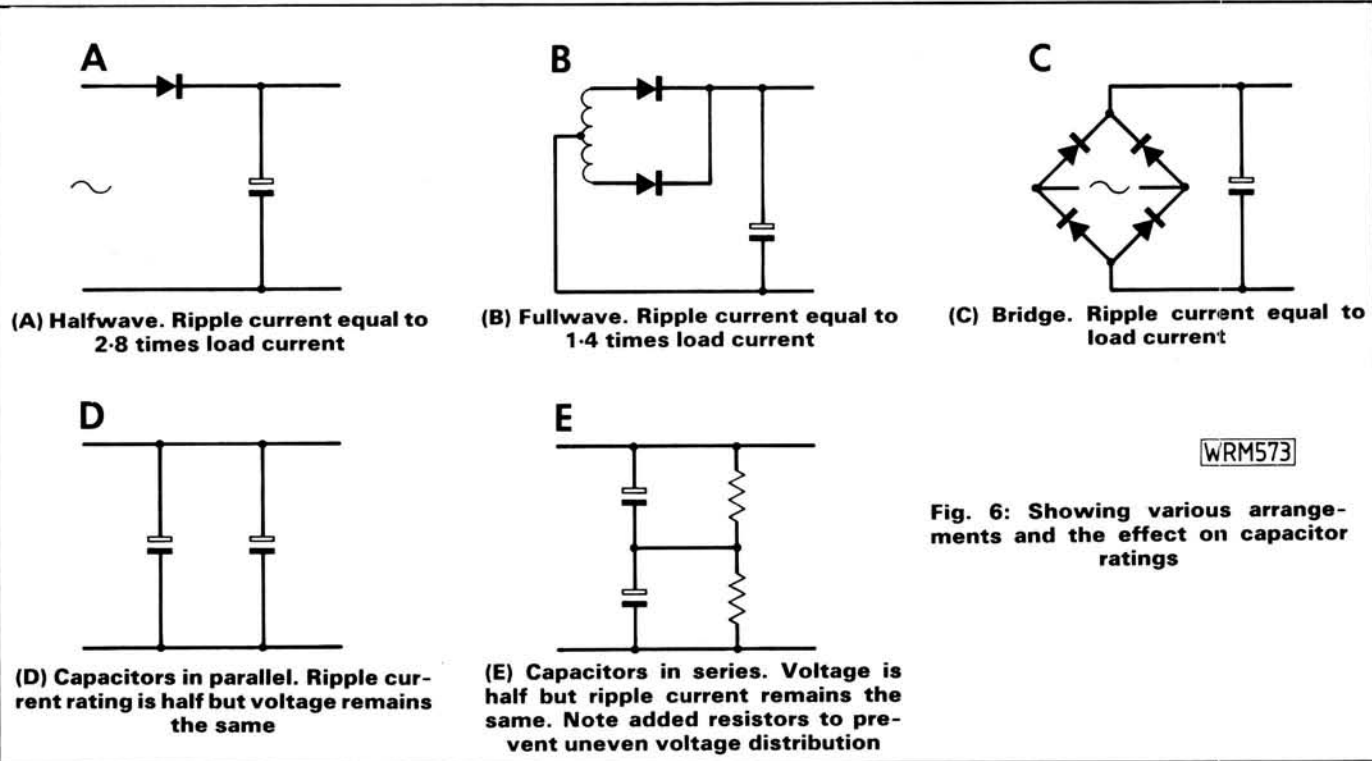 A
B
C
(A) Halfwave. Ripple current equal to
2·8 times load current
(B) Fullwave. Ripple current equal to
1·4 times load current
(C) Bridge. Ripple current equal to
load current
D
E
WRM573
Fig. 6: Showing various arrange-
ments and the effect on capacitor
ratings
(D) Capacitors in parallel. Ripple cur-
rent rating is half but voltage remains
the same
(E) Capacitors in series. Voltage is
half but ripple current remains the
same. Note added resistors to pre-
vent uneven voltage distribution